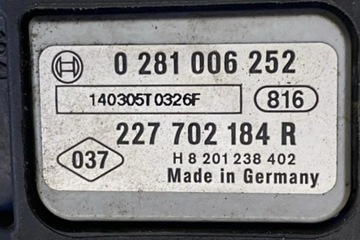 0 281 006 252
140305T0326F
816
227 702 184 R
037
H 8 201 238 402
Made in Germany